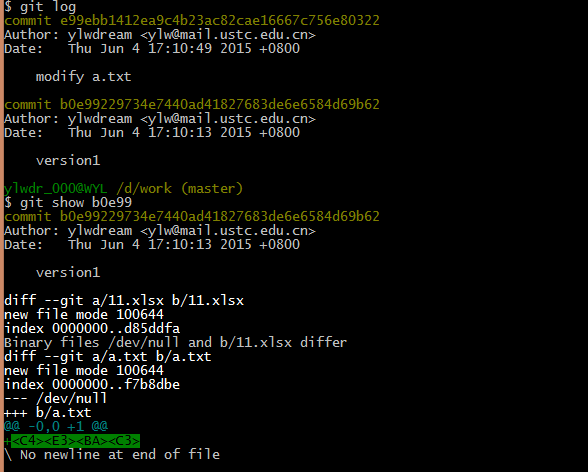 $ git log
commit e99ebb1412ea9c4b23ac82cae16667c756e80322
Author: ylwdream <ylw@mail.ustc.edu.cn>
Date:   Thu Jun 4 17:10:49 2015 +0800
modify a.txt
commit b0e99229734e7440ad41827683de6e6584d69b62
Author: ylwdream <ylw@mail.ustc.edu.cn>
Date:   Thu Jun 4 17:10:13 2015 +0800
version1
ylwdr_000@WYL /d/work (master)
$ git show b0e99
commit b0e99229734e7440ad41827683de6e6584d69b62
Author: ylwdream <ylw@mail.ustc.edu.cn>
Date:   Thu Jun 4 17:10:13 2015 +0800
version1
diff --git a/11.xlsx b/11.xlsx
new file mode 100644
index 0000000..d85ddfa
Binary files /dev/null and b/11.xlsx differ
diff --git a/a.txt b/a.txt
new file mode 100644
index 0000000..f7b8dbe
--- /dev/null
+++ b/a.txt
@@ -0,0 +1 @@
+<C4><E3><BA><C3>
\ No newline at end of file